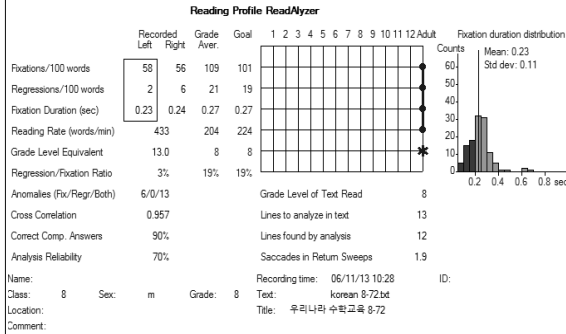 Reading Profile ReadAlyzer
Recorded Grade Goal 1 2 3 4 5 6 7 8 9 10 11 12 Adult Fixation duration distribution
Left Right Aver.
Counts Mean: 0.23
Fixations/100 words 58 56 109 101 60 Std dev: 0.11
Regressions/100 words 2 6 21 19 50
Fixation Duration (sec) 0.23 0.24 0.27 0.27 40
Reading Rate (words/min) 433 204 224 30
20
Grade Level Equivalent 13.0 8 8 10
Regression/Fixation Ratio 3% 19% 19% 0
0.2 0.4 0.6 0.8 sec
Anomalies (Fix/Regr/Both) 6/0/13 Grade Level of Text Read 8
Cross Correlation 0.957 Lines to analyze in text 13
Correct Comp. Answers 90% Lines found by analysis 12
Analysis Reliability 70% Saccades in Return Sweeps 1.9
Name: Recording time: 06/11/13 10:28 ID:
Class: 8 Sex: m Grade: 8 Text: korean 8-72.txt
Location: Title: 우리나라 수학교육 8-72
Comment: